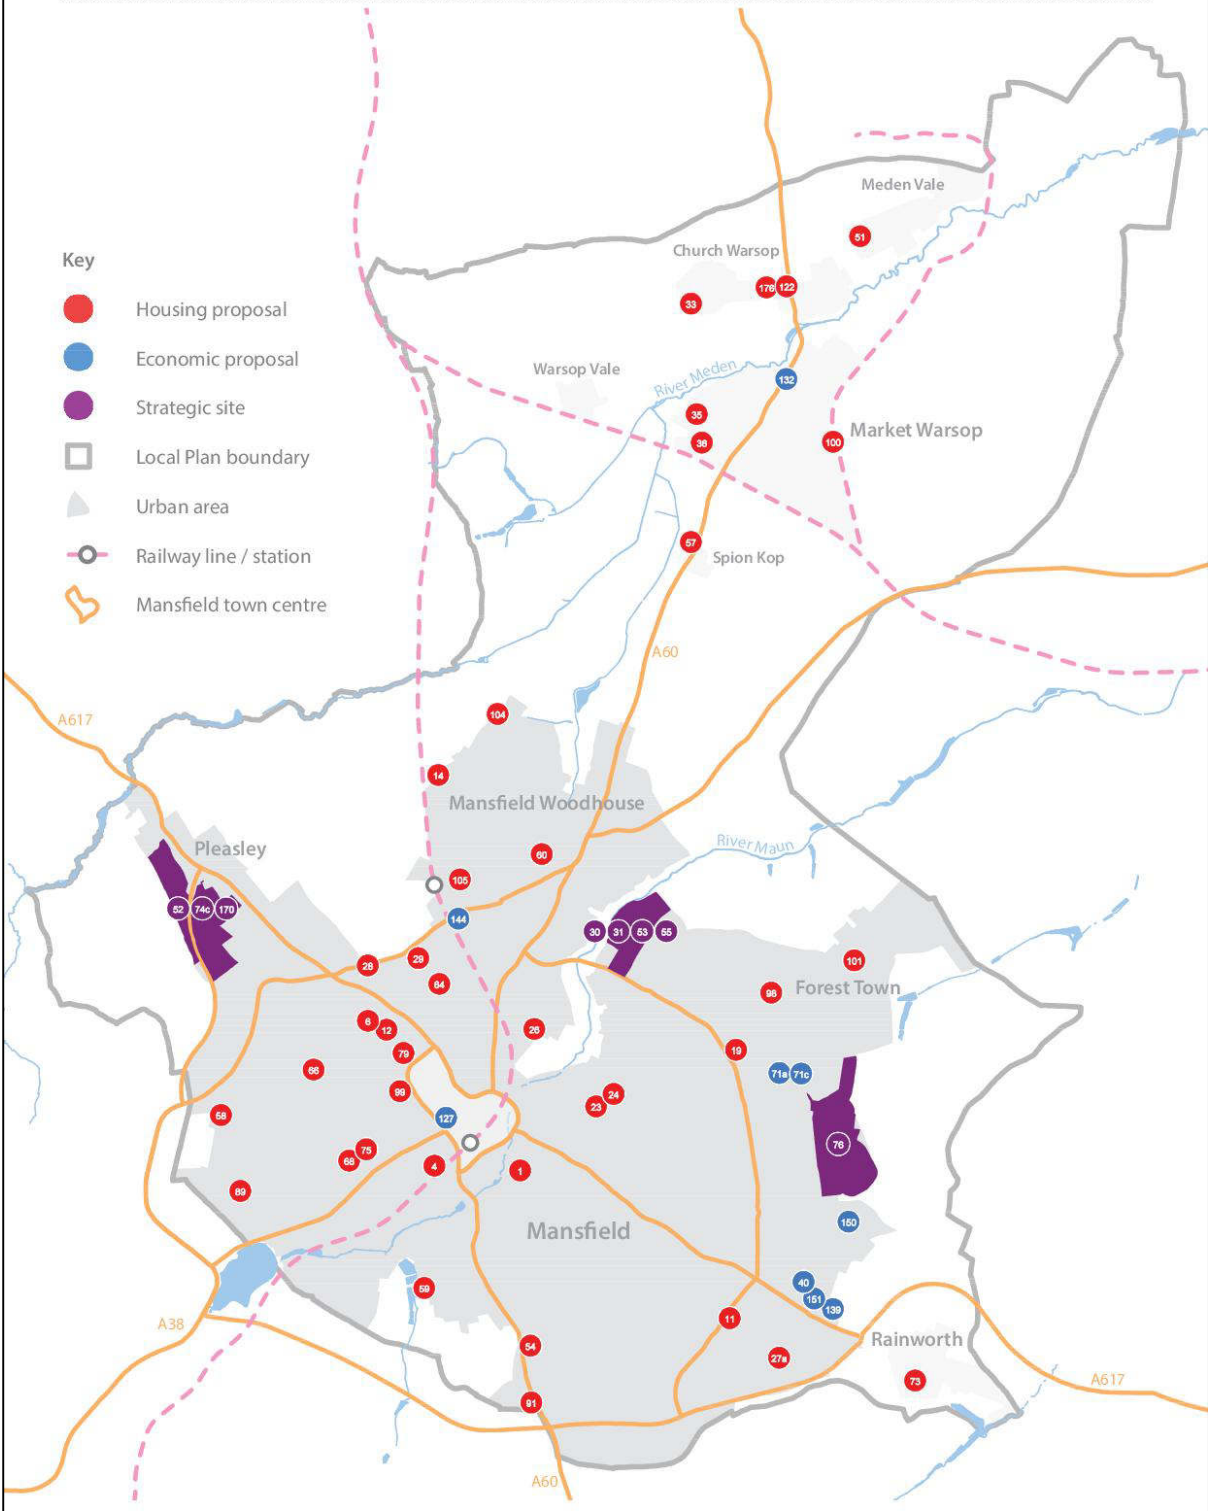 Meden Vale
51
Church Warsop
176
122
33
Key
Housing proposal
Economic proposal
Strategic site
Local Plan boundary
Urban area
Railway line / station
Mansfield town centre
Warsop Vale
River Meden
132
35
36
100
Market Warsop
57
Spion Kop
A60
A617
104
14
Mansfield Woodhouse
60
River Maun
Pleasley
105
52
74c
170
144
30
31
53
55
28
29
64
101
Forest Town
98
6
12
26
79
19
66
71a
71c
99
24
23
58
127
76
75
68
4
1
89
150
Mansfield
59
40
151
139
A38
11
54
Rainworth
27a
73
A617
91
A60